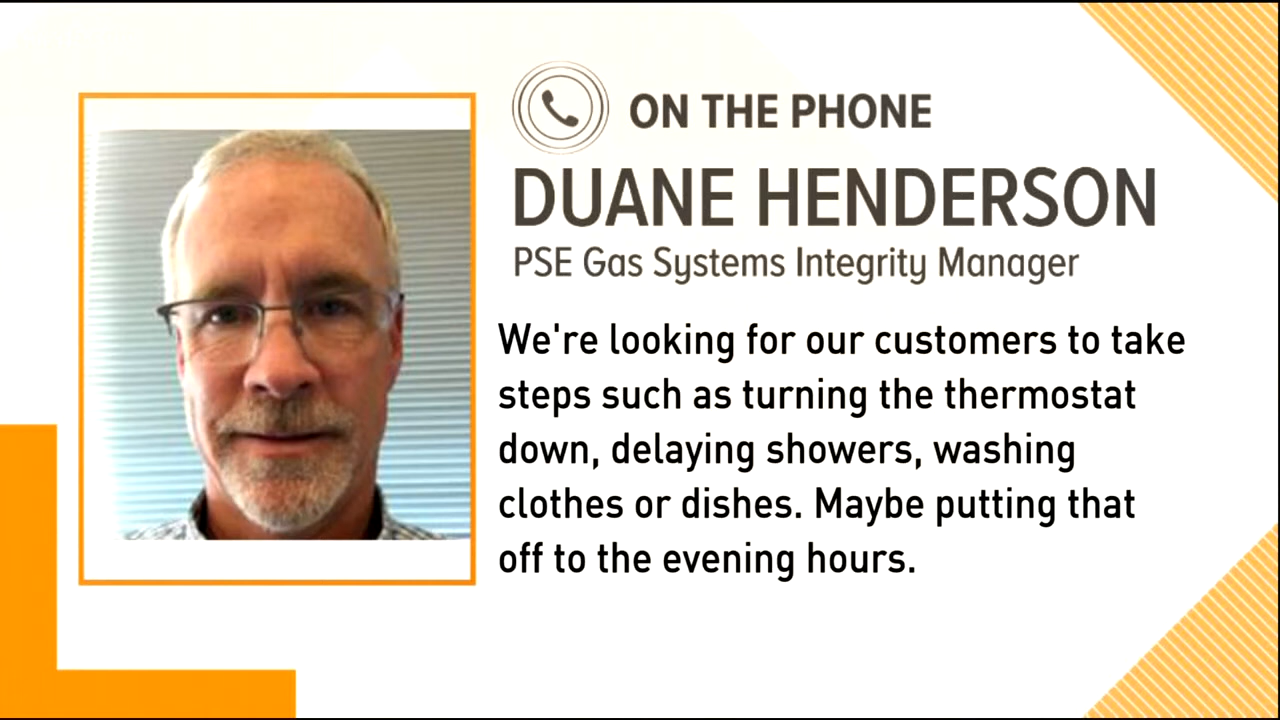 ON THE PHONE
DUANE HENDERSON
PSE Gas Systems Integrity Manager
We're looking for our customers to take
steps such as turning the thermostat
down, delaying showers, washing
clothes or dishes. Maybe putting that
off to the evening hours.